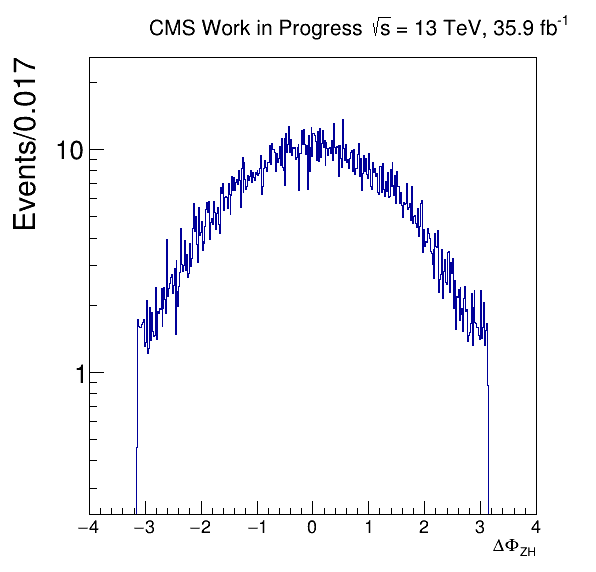 CMS Work in Progress √s = 13 TeV, 35.9 fb⁻¹
Events/0.017
10
1
−4 −3 −2 −1 0 1 2 3 4
ΔΦ_ZH